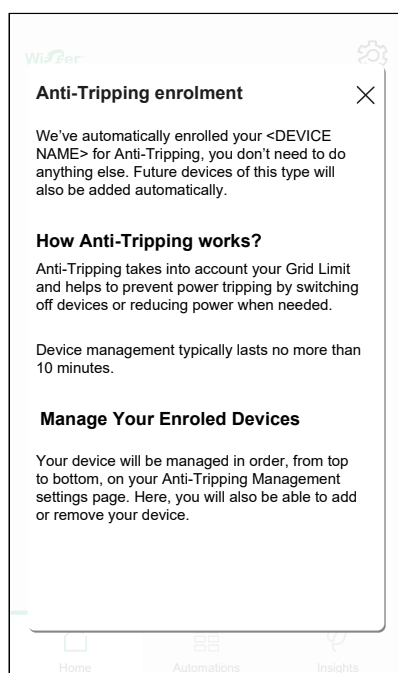 Wiser
Anti-Tripping enrolment
We've automatically enrolled your <DEVICE
NAME> for Anti-Tripping, you don't need to do
anything else. Future devices of this type will
also be added automatically.
How Anti-Tripping works?
Anti-Tripping takes into account your Grid Limit
and helps to prevent power tripping by switching
off devices or reducing power when needed.
Device management typically lasts no more than
10 minutes.
Manage Your Enroled Devices
Your device will be managed in order, from top
to bottom, on your Anti-Tripping Management
settings page. Here, you will also be able to add
or remove your device.
Home Automations Insights